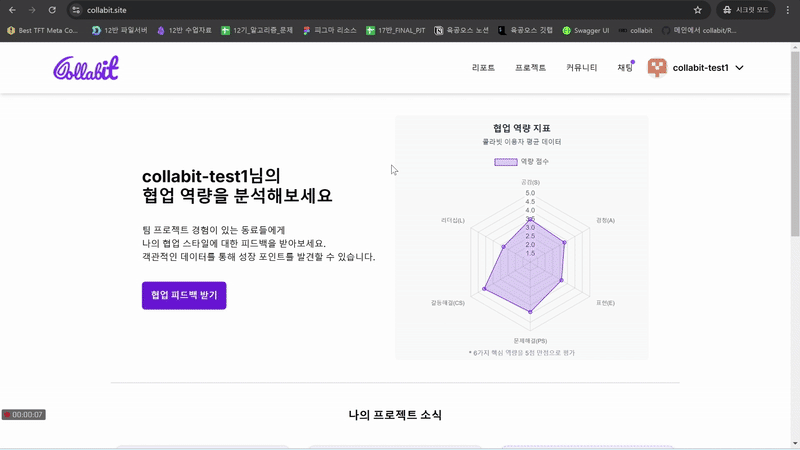 collabit.site
시크릿 모드
Best TFT Meta Co...
12반 파일서버
12반 수업자료
12기_알고리즘_문제
피그마 리소스
17반_FINAL_PJT
육공오스 노션
육공오스 깃랩
Swagger UI
collabit
메인에서 collabit/R...
Collabit
리포트
프로젝트
커뮤니티
채팅
collabit-test1
collabit-test1님의
협업 역량을 분석해보세요
팀 프로젝트 경험이 있는 동료들에게
나의 협업 스타일에 대한 피드백을 받아보세요.
객관적인 데이터를 통해 성장 포인트를 발견할 수 있습니다.
협업 피드백 받기
협업 역량 지표
콜라빗 이용자 평균 데이터
역량 점수
공감(S)
5.0
4.5
4.0
3.5
3.0
2.5
2.0
1.5
리더십(L)
경청(A)
갈등해결(CS)
표현(E)
문제해결(PS)
* 6가지 핵심 역량을 5점 만점으로 평가
나의 프로젝트 소식
00:00:07